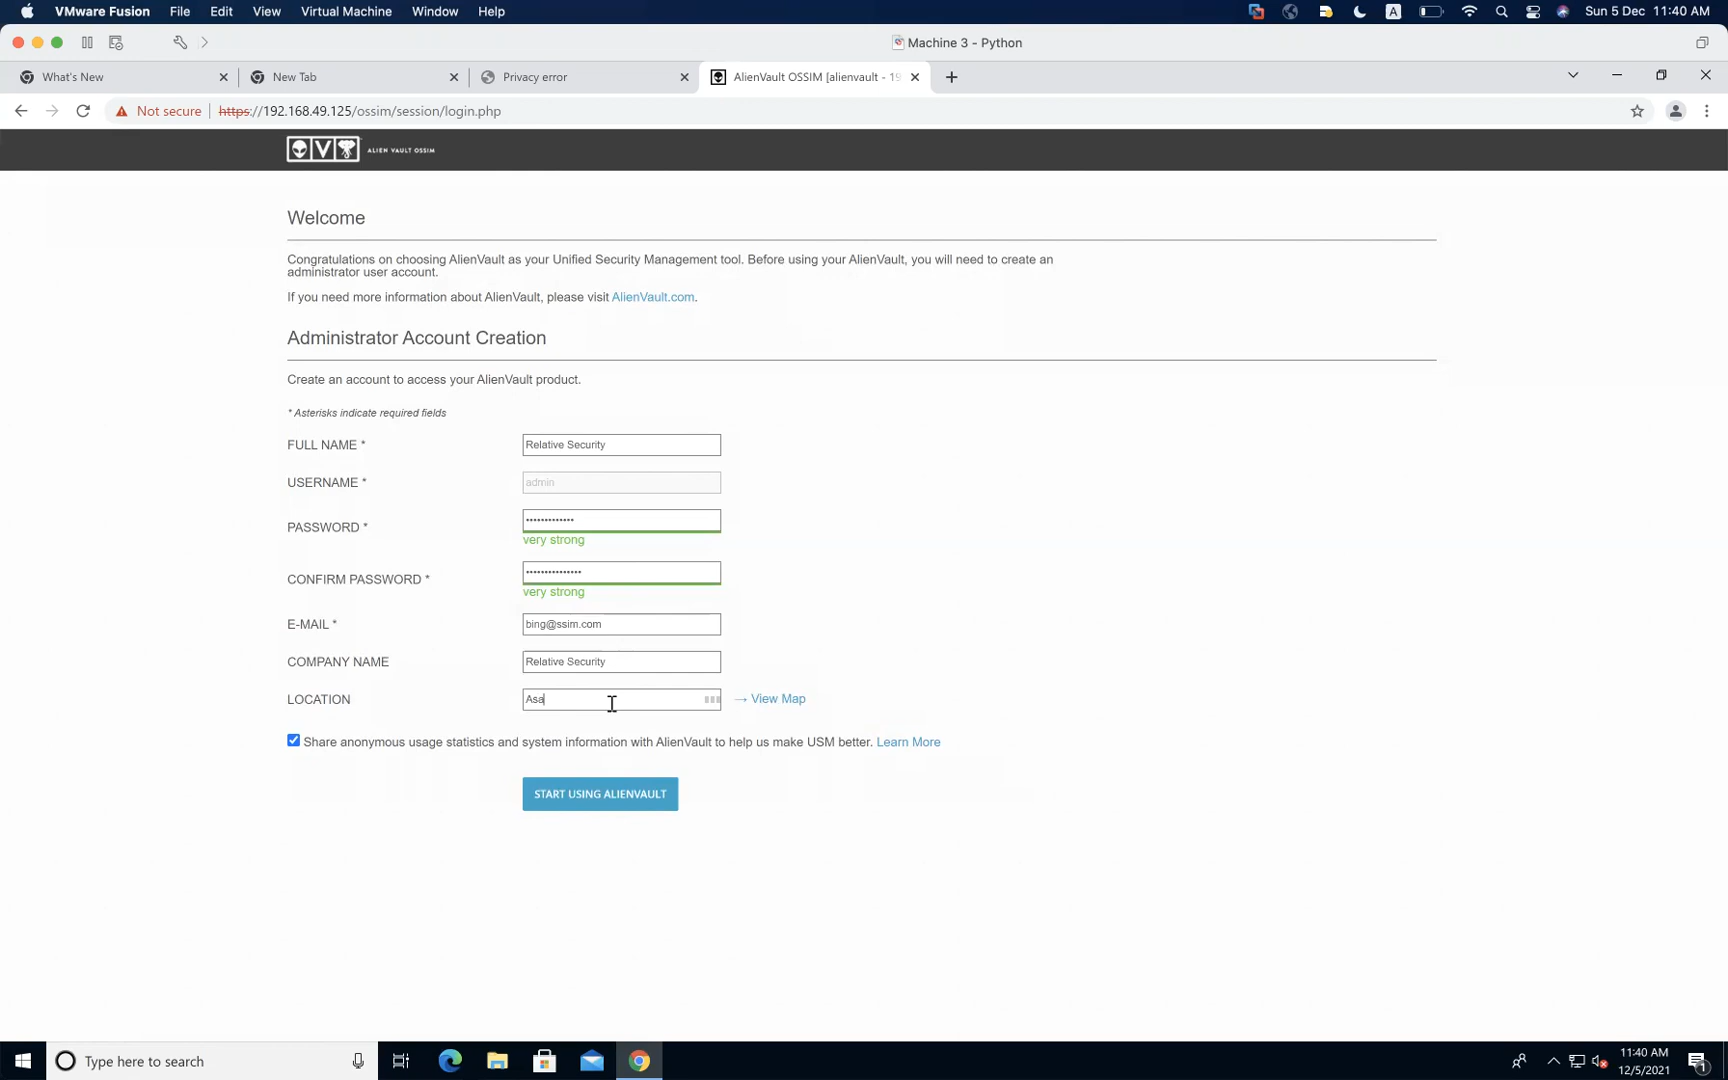 VMware Fusion File Edit View Virtual Machine Window Help A Sun 5 Dec 11:40 AM
Machine 3 - Python
What's New New Tab Privacy error AlienVault OSSIM [alienvault - 19
Not secure https://192.168.49.125/ossim/session/login.php
ALIEN VAULT OSSIM
Welcome
Congratulations on choosing AlienVault as your Unified Security Management tool. Before using your AlienVault, you will need to create an
administrator user account.
If you need more information about AlienVault, please visit AlienVault.com.
Administrator Account Creation
Create an account to access your AlienVault product.
* Asterisks indicate required fields
FULL NAME * Relative Security
USERNAME * admin
PASSWORD * •••••••••••••
very strong
CONFIRM PASSWORD * •••••••••••••••
very strong
E-MAIL * bing@ssim.com
COMPANY NAME Relative Security
LOCATION Asa → View Map
Share anonymous usage statistics and system information with AlienVault to help us make USM better. Learn More
START USING ALIENVAULT
Type here to search 11:40 AM
12/5/2021 1